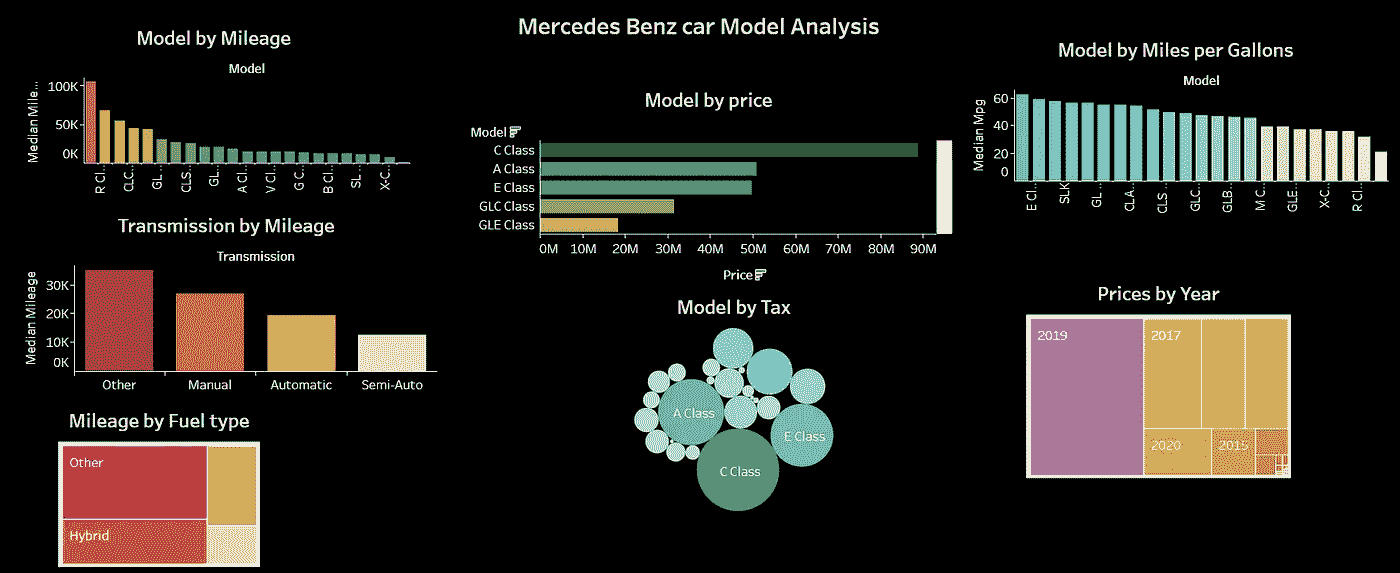 Mercedes Benz car Model Analysis
Model by Mileage
Model
Median Mile...
100K
50K
0K
R Cl..
CLC..
GL ..
CLS..
GL..
A Cl..
V Cl..
G C..
B Cl..
SL ..
X-C..
Transmission by Mileage
Transmission
Median Mileage
30K
20K
10K
0K
Other
Manual
Automatic
Semi-Auto
Mileage by Fuel type
Other
Hybrid
Model by price
Model
C Class
A Class
E Class
GLC Class
GLE Class
0M 10M 20M 30M 40M 50M 60M 70M 80M 90M
Price
Model by Tax
A Class
E Class
C Class
Model by Miles per Gallons
Model
Median Mpg
60
40
20
0
E Cl..
SLK
GL ..
CLA..
CLS ..
GLC..
GLB..
M C..
GLE..
X-C..
R Cl..
Prices by Year
2019
2017
2020
2015